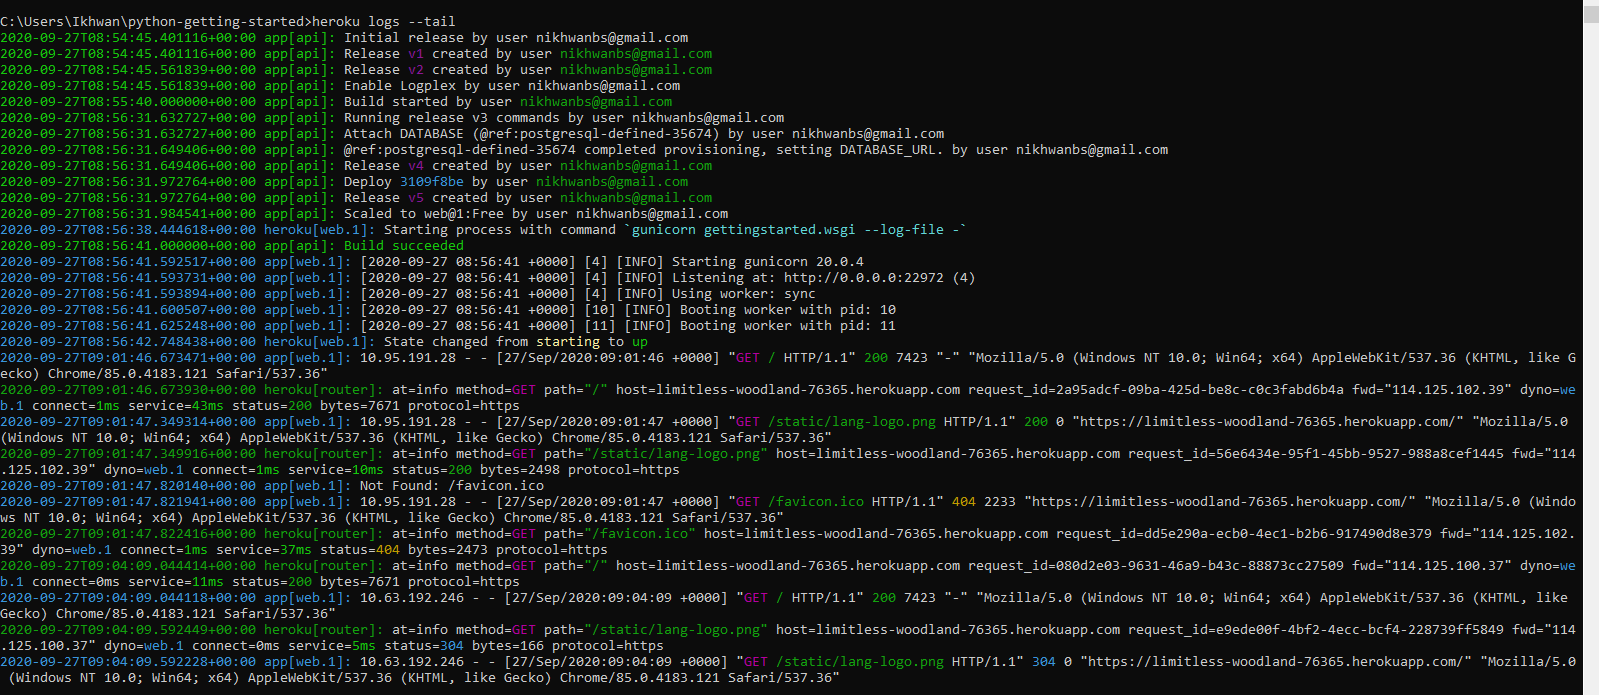 C:\Users\Ikhwan\python-getting-started>heroku logs --tail
2020-09-27T08:54:45.401116+00:00 app[api]: Initial release by user nikhwanbs@gmail.com
2020-09-27T08:54:45.401116+00:00 app[api]: Release v1 created by user nikhwanbs@gmail.com
2020-09-27T08:54:45.561839+00:00 app[api]: Release v2 created by user nikhwanbs@gmail.com
2020-09-27T08:54:45.561839+00:00 app[api]: Enable Logplex by user nikhwanbs@gmail.com
2020-09-27T08:55:40.000000+00:00 app[api]: Build started by user nikhwanbs@gmail.com
2020-09-27T08:56:31.632727+00:00 app[api]: Running release v3 commands by user nikhwanbs@gmail.com
2020-09-27T08:56:31.632727+00:00 app[api]: Attach DATABASE (@ref:postgresql-defined-35674) by user nikhwanbs@gmail.com
2020-09-27T08:56:31.649406+00:00 app[api]: @ref:postgresql-defined-35674 completed provisioning, setting DATABASE_URL. by user nikhwanbs@gmail.com
2020-09-27T08:56:31.649406+00:00 app[api]: Release v4 created by user nikhwanbs@gmail.com
2020-09-27T08:56:31.972764+00:00 app[api]: Deploy 3109f8be by user nikhwanbs@gmail.com
2020-09-27T08:56:31.972764+00:00 app[api]: Release v5 created by user nikhwanbs@gmail.com
2020-09-27T08:56:31.984541+00:00 app[api]: Scaled to web@1:Free by user nikhwanbs@gmail.com
2020-09-27T08:56:38.444618+00:00 heroku[web.1]: Starting process with command `gunicorn gettingstarted.wsgi --log-file -`
2020-09-27T08:56:41.000000+00:00 app[api]: Build succeeded
2020-09-27T08:56:41.592517+00:00 app[web.1]: [2020-09-27 08:56:41 +0000] [4] [INFO] Starting gunicorn 20.0.4
2020-09-27T08:56:41.593731+00:00 app[web.1]: [2020-09-27 08:56:41 +0000] [4] [INFO] Listening at: http://0.0.0.0:22972 (4)
2020-09-27T08:56:41.593894+00:00 app[web.1]: [2020-09-27 08:56:41 +0000] [4] [INFO] Using worker: sync
2020-09-27T08:56:41.600507+00:00 app[web.1]: [2020-09-27 08:56:41 +0000] [10] [INFO] Booting worker with pid: 10
2020-09-27T08:56:41.625248+00:00 app[web.1]: [2020-09-27 08:56:41 +0000] [11] [INFO] Booting worker with pid: 11
2020-09-27T08:56:42.748438+00:00 heroku[web.1]: State changed from starting to up
2020-09-27T09:01:46.673471+00:00 app[web.1]: 10.95.191.28 - - [27/Sep/2020:09:01:46 +0000] "GET / HTTP/1.1" 200 7423 "-" "Mozilla/5.0 (Windows NT 10.0; Win64; x64) AppleWebKit/537.36 (KHTML, like G
ecko) Chrome/85.0.4183.121 Safari/537.36"
2020-09-27T09:01:46.673930+00:00 heroku[router]: at=info method=GET path="/" host=limitless-woodland-76365.herokuapp.com request_id=2a95adcf-09ba-425d-be8c-c0c3fabd6b4a fwd="114.125.102.39" dyno=we
b.1 connect=1ms service=43ms status=200 bytes=7671 protocol=https
2020-09-27T09:01:47.349314+00:00 app[web.1]: 10.95.191.28 - - [27/Sep/2020:09:01:47 +0000] "GET /static/lang-logo.png HTTP/1.1" 200 0 "https://limitless-woodland-76365.herokuapp.com/" "Mozilla/5.0
(Windows NT 10.0; Win64; x64) AppleWebKit/537.36 (KHTML, like Gecko) Chrome/85.0.4183.121 Safari/537.36"
2020-09-27T09:01:47.349916+00:00 heroku[router]: at=info method=GET path="/static/lang-logo.png" host=limitless-woodland-76365.herokuapp.com request_id=56e6434e-95f1-45bb-9527-988a8cef1445 fwd="114
.125.102.39" dyno=web.1 connect=1ms service=10ms status=200 bytes=2498 protocol=https
2020-09-27T09:01:47.820140+00:00 app[web.1]: Not Found: /favicon.ico
2020-09-27T09:01:47.821941+00:00 app[web.1]: 10.95.191.28 - - [27/Sep/2020:09:01:47 +0000] "GET /favicon.ico HTTP/1.1" 404 2233 "https://limitless-woodland-76365.herokuapp.com/" "Mozilla/5.0 (Windo
ws NT 10.0; Win64; x64) AppleWebKit/537.36 (KHTML, like Gecko) Chrome/85.0.4183.121 Safari/537.36"
2020-09-27T09:01:47.822416+00:00 heroku[router]: at=info method=GET path="/favicon.ico" host=limitless-woodland-76365.herokuapp.com request_id=dd5e290a-ecb0-4ec1-b2b6-917490d8e379 fwd="114.125.102.
39" dyno=web.1 connect=1ms service=37ms status=404 bytes=2473 protocol=https
2020-09-27T09:04:09.044414+00:00 heroku[router]: at=info method=GET path="/" host=limitless-woodland-76365.herokuapp.com request_id=080d2e03-9631-46a9-b43c-88873cc27509 fwd="114.125.100.37" dyno=we
b.1 connect=0ms service=11ms status=200 bytes=7671 protocol=https
2020-09-27T09:04:09.044118+00:00 app[web.1]: 10.63.192.246 - - [27/Sep/2020:09:04:09 +0000] "GET / HTTP/1.1" 200 7423 "-" "Mozilla/5.0 (Windows NT 10.0; Win64; x64) AppleWebKit/537.36 (KHTML, like
Gecko) Chrome/85.0.4183.121 Safari/537.36"
2020-09-27T09:04:09.592449+00:00 heroku[router]: at=info method=GET path="/static/lang-logo.png" host=limitless-woodland-76365.herokuapp.com request_id=e9ede00f-4bf2-4ecc-bcf4-228739ff5849 fwd="114
.125.100.37" dyno=web.1 connect=0ms service=5ms status=304 bytes=166 protocol=https
2020-09-27T09:04:09.592228+00:00 app[web.1]: 10.63.192.246 - - [27/Sep/2020:09:04:09 +0000] "GET /static/lang-logo.png HTTP/1.1" 304 0 "https://limitless-woodland-76365.herokuapp.com/" "Mozilla/5.0
(Windows NT 10.0; Win64; x64) AppleWebKit/537.36 (KHTML, like Gecko) Chrome/85.0.4183.121 Safari/537.36"